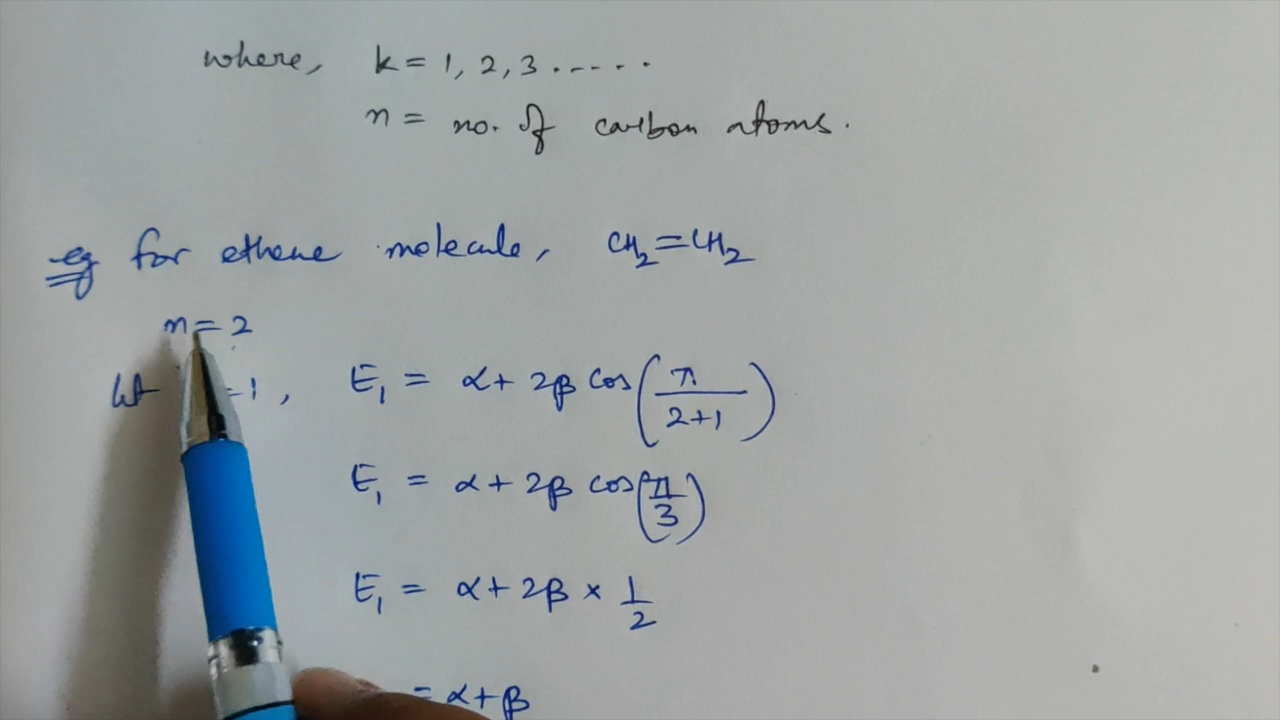 where, k = 1, 2, 3 ......
n = no. of carbon atoms.
eg for ethene molecule, CH₂=CH₂
n = 2
let =1, E₁ = α + 2β cos(π/(2+1))
E₁ = α + 2β cos(π/3)
E₁ = α + 2β × 1/2
= α + β